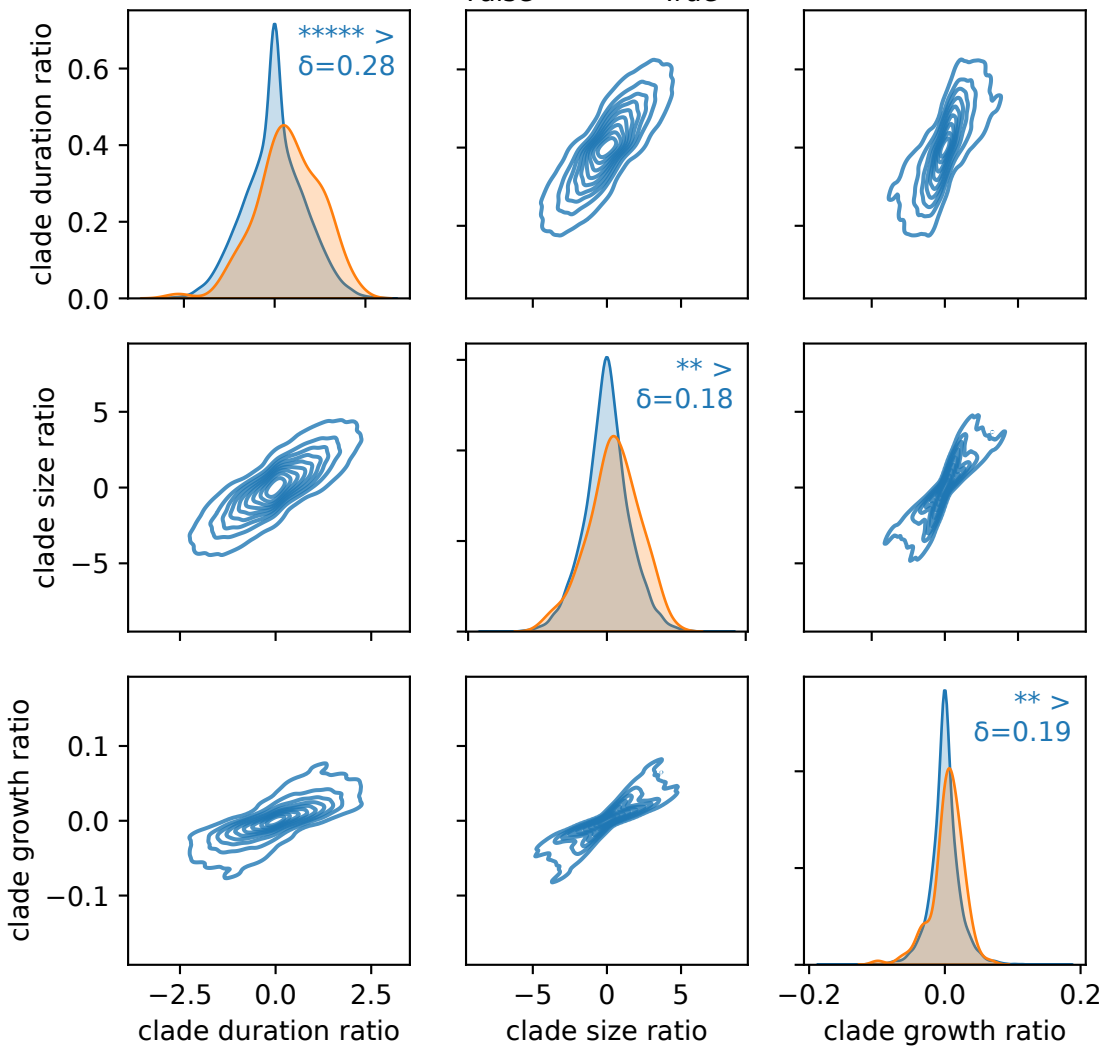 ***** >
δ=0.28
clade duration ratio
0.6
0.4
0.2
0.0
** >
δ=0.18
clade size ratio
5
0
−5
** >
δ=0.19
clade growth ratio
0.1
0.0
−0.1
−2.5 0.0 2.5
−5 0 5
−0.2 0.0 0.2
clade duration ratio
clade size ratio
clade growth ratio